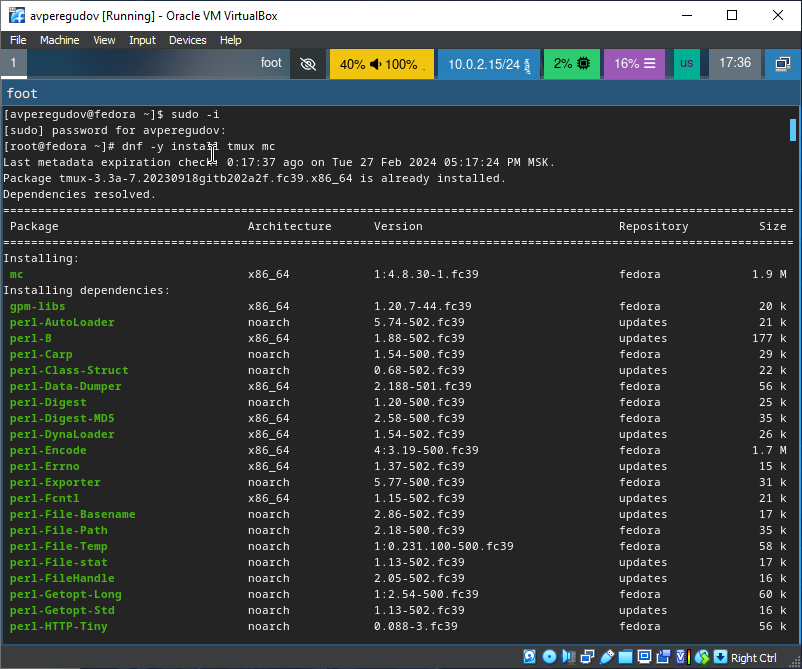 avperegudov [Running] - Oracle VM VirtualBox
File Machine View Input Devices Help
1 foot 40% 100% 10.0.2.15/24 2% 16% us 17:36
foot
[avperegudov@fedora ~]$ sudo -i
[sudo] password for avperegudov:
[root@fedora ~]# dnf -y install tmux mc
Last metadata expiration check: 0:17:37 ago on Tue 27 Feb 2024 05:17:24 PM MSK.
Package tmux-3.3a-7.20230918gitb202a2f.fc39.x86_64 is already installed.
Dependencies resolved.
================================================================================
Package Architecture Version Repository Size
================================================================================
Installing:
mc x86_64 1:4.8.30-1.fc39 fedora 1.9 M
Installing dependencies:
gpm-libs x86_64 1.20.7-44.fc39 fedora 20 k
perl-AutoLoader noarch 5.74-502.fc39 updates 21 k
perl-B x86_64 1.88-502.fc39 updates 177 k
perl-Carp noarch 1.54-500.fc39 fedora 29 k
perl-Class-Struct noarch 0.68-502.fc39 updates 22 k
perl-Data-Dumper x86_64 2.188-501.fc39 fedora 56 k
perl-Digest noarch 1.20-500.fc39 fedora 25 k
perl-Digest-MD5 x86_64 2.58-500.fc39 fedora 35 k
perl-DynaLoader x86_64 1.54-502.fc39 updates 26 k
perl-Encode x86_64 4:3.19-500.fc39 fedora 1.7 M
perl-Errno x86_64 1.37-502.fc39 updates 15 k
perl-Exporter noarch 5.77-500.fc39 fedora 31 k
perl-Fcntl x86_64 1.15-502.fc39 updates 21 k
perl-File-Basename noarch 2.86-502.fc39 updates 17 k
perl-File-Path noarch 2.18-500.fc39 fedora 35 k
perl-File-Temp noarch 1:0.231.100-500.fc39 fedora 58 k
perl-File-stat noarch 1.13-502.fc39 updates 17 k
perl-FileHandle noarch 2.05-502.fc39 updates 16 k
perl-Getopt-Long noarch 1:2.54-500.fc39 fedora 60 k
perl-Getopt-Std noarch 1.13-502.fc39 updates 16 k
perl-HTTP-Tiny noarch 0.088-3.fc39 fedora 56 k
Right Ctrl